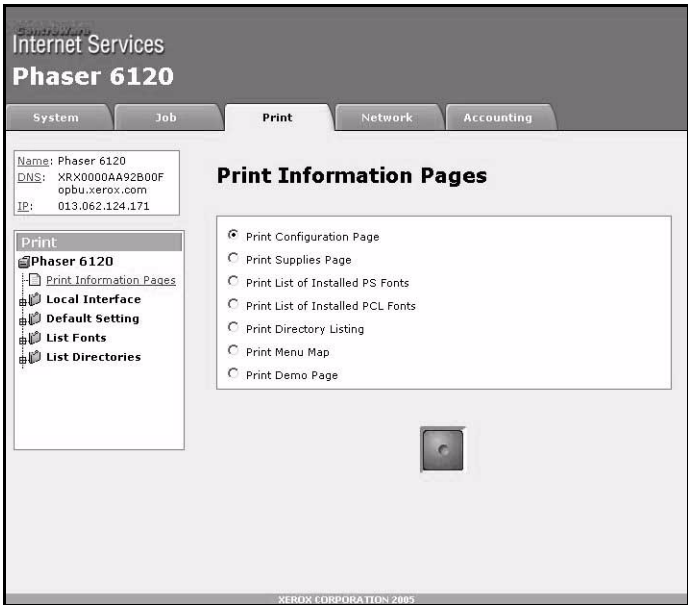 CentreWare
Internet Services
Phaser 6120
System Job Print Network Accounting
Name: Phaser 6120
DNS: XRX0000AA92B00F
opbu.xerox.com
IP: 013.062.124.171
Print
Phaser 6120
Print Information Pages
Local Interface
Default Setting
List Fonts
List Directories
Print Information Pages
Print Configuration Page
Print Supplies Page
Print List of Installed PS Fonts
Print List of Installed PCL Fonts
Print Directory Listing
Print Menu Map
Print Demo Page
XEROX CORPORATION 2005